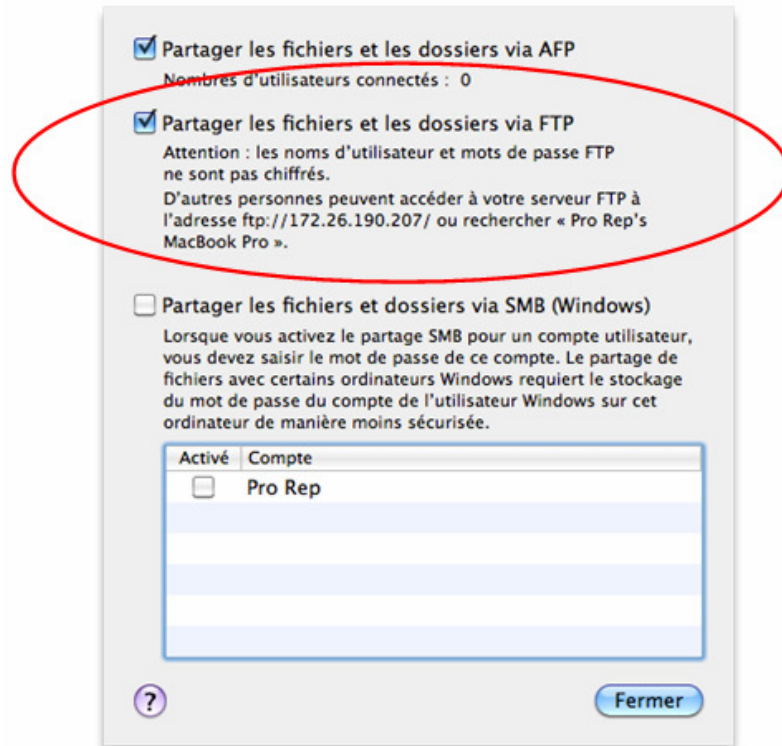 Partager les fichiers et les dossiers via AFP
Nombres d'utilisateurs connectés : 0
Partager les fichiers et les dossiers via FTP
Attention : les noms d'utilisateur et mots de passe FTP
ne sont pas chiffrés.
D'autres personnes peuvent accéder à votre serveur FTP à
l'adresse ftp://172.26.190.207/ ou rechercher « Pro Rep's
MacBook Pro ».
Partager les fichiers et dossiers via SMB (Windows)
Lorsque vous activez le partage SMB pour un compte utilisateur,
vous devez saisir le mot de passe de ce compte. Le partage de
fichiers avec certains ordinateurs Windows requiert le stockage
du mot de passe du compte de l'utilisateur Windows sur cet
ordinateur de manière moins sécurisée.
Activé Compte
Pro Rep
? Fermer